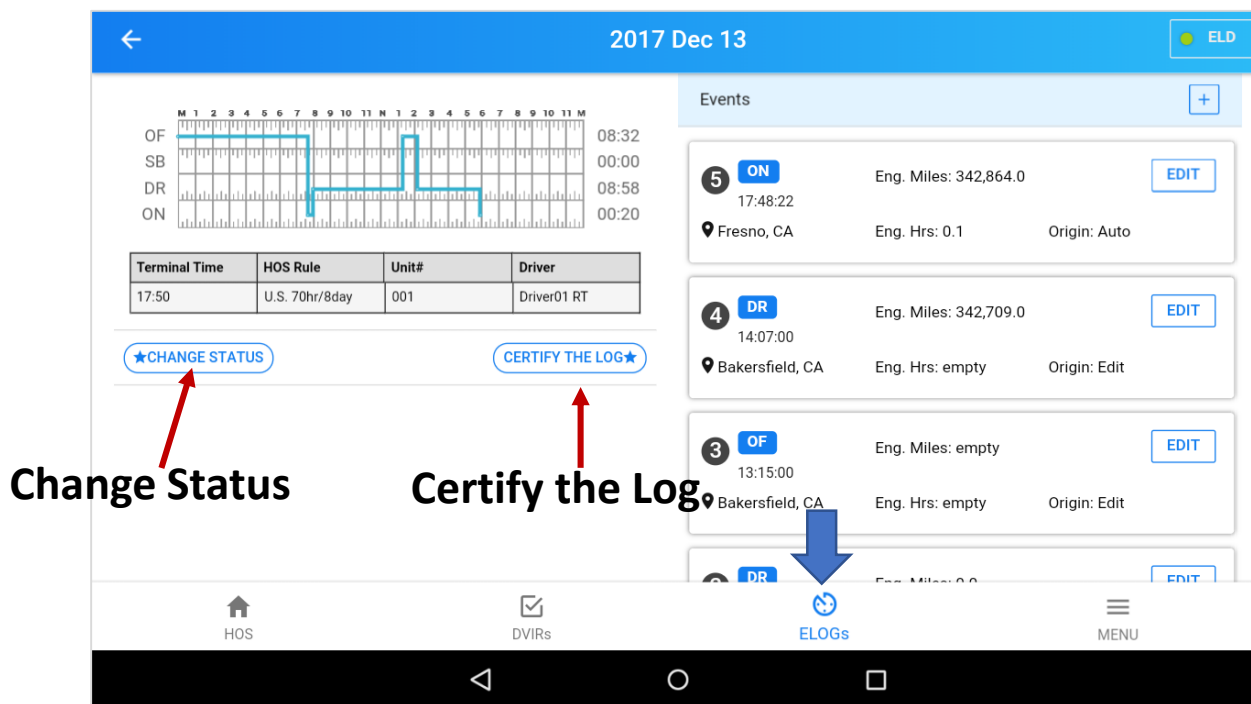 2017 Dec 13
ELD
M 1 2 3 4 5 6 7 8 9 10 11 N 1 2 3 4 5 6 7 8 9 10 11 M
OF 08:32
SB 00:00
DR 08:58
ON 00:20
Terminal Time HOS Rule Unit# Driver
17:50 U.S. 70hr/8day 001 Driver01 RT
★CHANGE STATUS CERTIFY THE LOG★
Change Status
Certify the Log
Events
+
5 ON Eng. Miles: 342,864.0 EDIT
17:48:22
Fresno, CA Eng. Hrs: 0.1 Origin: Auto
4 DR Eng. Miles: 342,709.0 EDIT
14:07:00
Bakersfield, CA Eng. Hrs: empty Origin: Edit
3 OF Eng. Miles: empty EDIT
13:15:00
Bakersfield, CA Eng. Hrs: empty Origin: Edit
DR Eng. Miles: 0.0 EDIT
HOS DVIRs ELOGs MENU